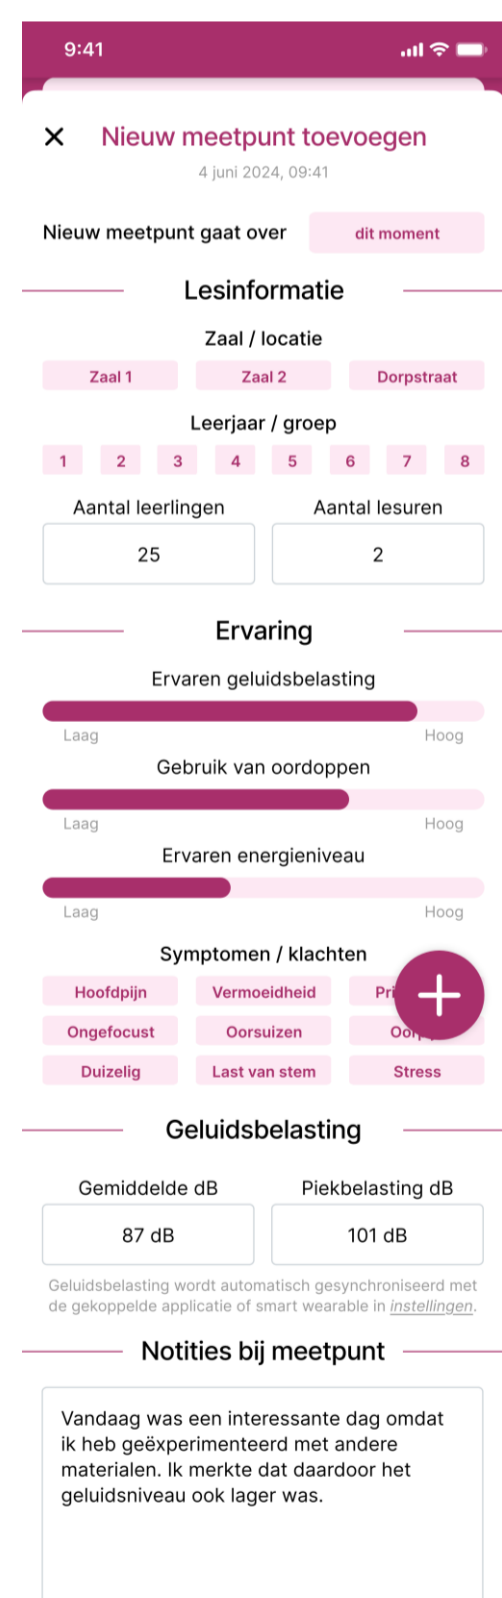 9:41
Nieuw meetpunt toevoegen
4 juni 2024, 09:41
Nieuw meetpunt gaat over dit moment
Lesinformatie
Zaal / locatie
Zaal 1 Zaal 2 Dorpstraat
Leerjaar / groep
1 2 3 4 5 6 7 8
Aantal leerlingen Aantal lesuren
25 2
Ervaring
Ervaren geluidsbelasting
Laag Hoog
Gebruik van oordoppen
Laag Hoog
Ervaren energieniveau
Laag Hoog
Symptomen / klachten
Hoofdpijn Vermoeidheid
Ongefocust Oorsuizen
Duizelig Last van stem Stress
Geluidsbelasting
Gemiddelde dB Piekbelasting dB
87 dB 101 dB
Geluidsbelasting wordt automatisch gesynchroniseerd met
de gekoppelde applicatie of smart wearable in instellingen.
Notities bij meetpunt
Vandaag was een interessante dag omdat
ik heb geëxperimenteerd met andere
materialen. Ik merkte dat daardoor het
geluidsniveau ook lager was.